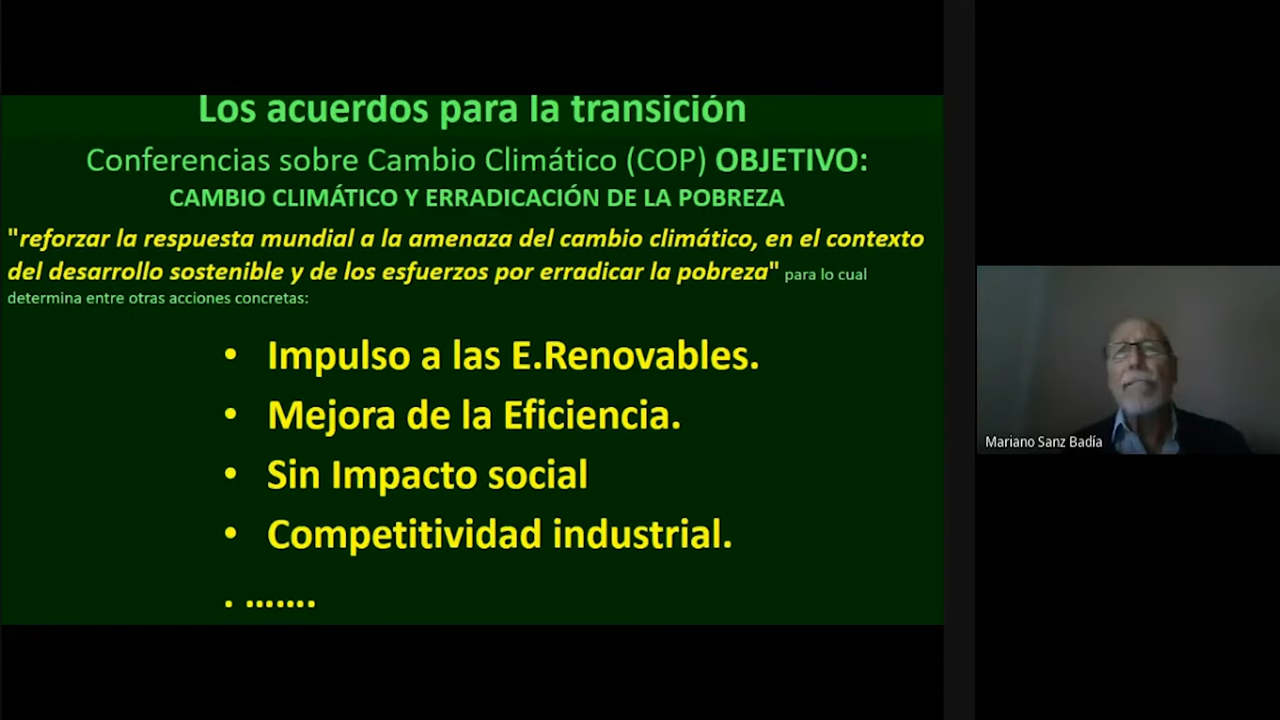 Los acuerdos para la transición
Conferencias sobre Cambio Climático (COP) OBJETIVO:
CAMBIO CLIMÁTICO Y ERRADICACIÓN DE LA POBREZA
"reforzar la respuesta mundial a la amenaza del cambio climático, en el contexto
del desarrollo sostenible y de los esfuerzos por erradicar la pobreza" para lo cual
determina entre otras acciones concretas:
• Impulso a las E.Renovables.
• Mejora de la Eficiencia.
• Sin Impacto social
• Competitividad industrial.
. .......
Mariano Sanz Badía